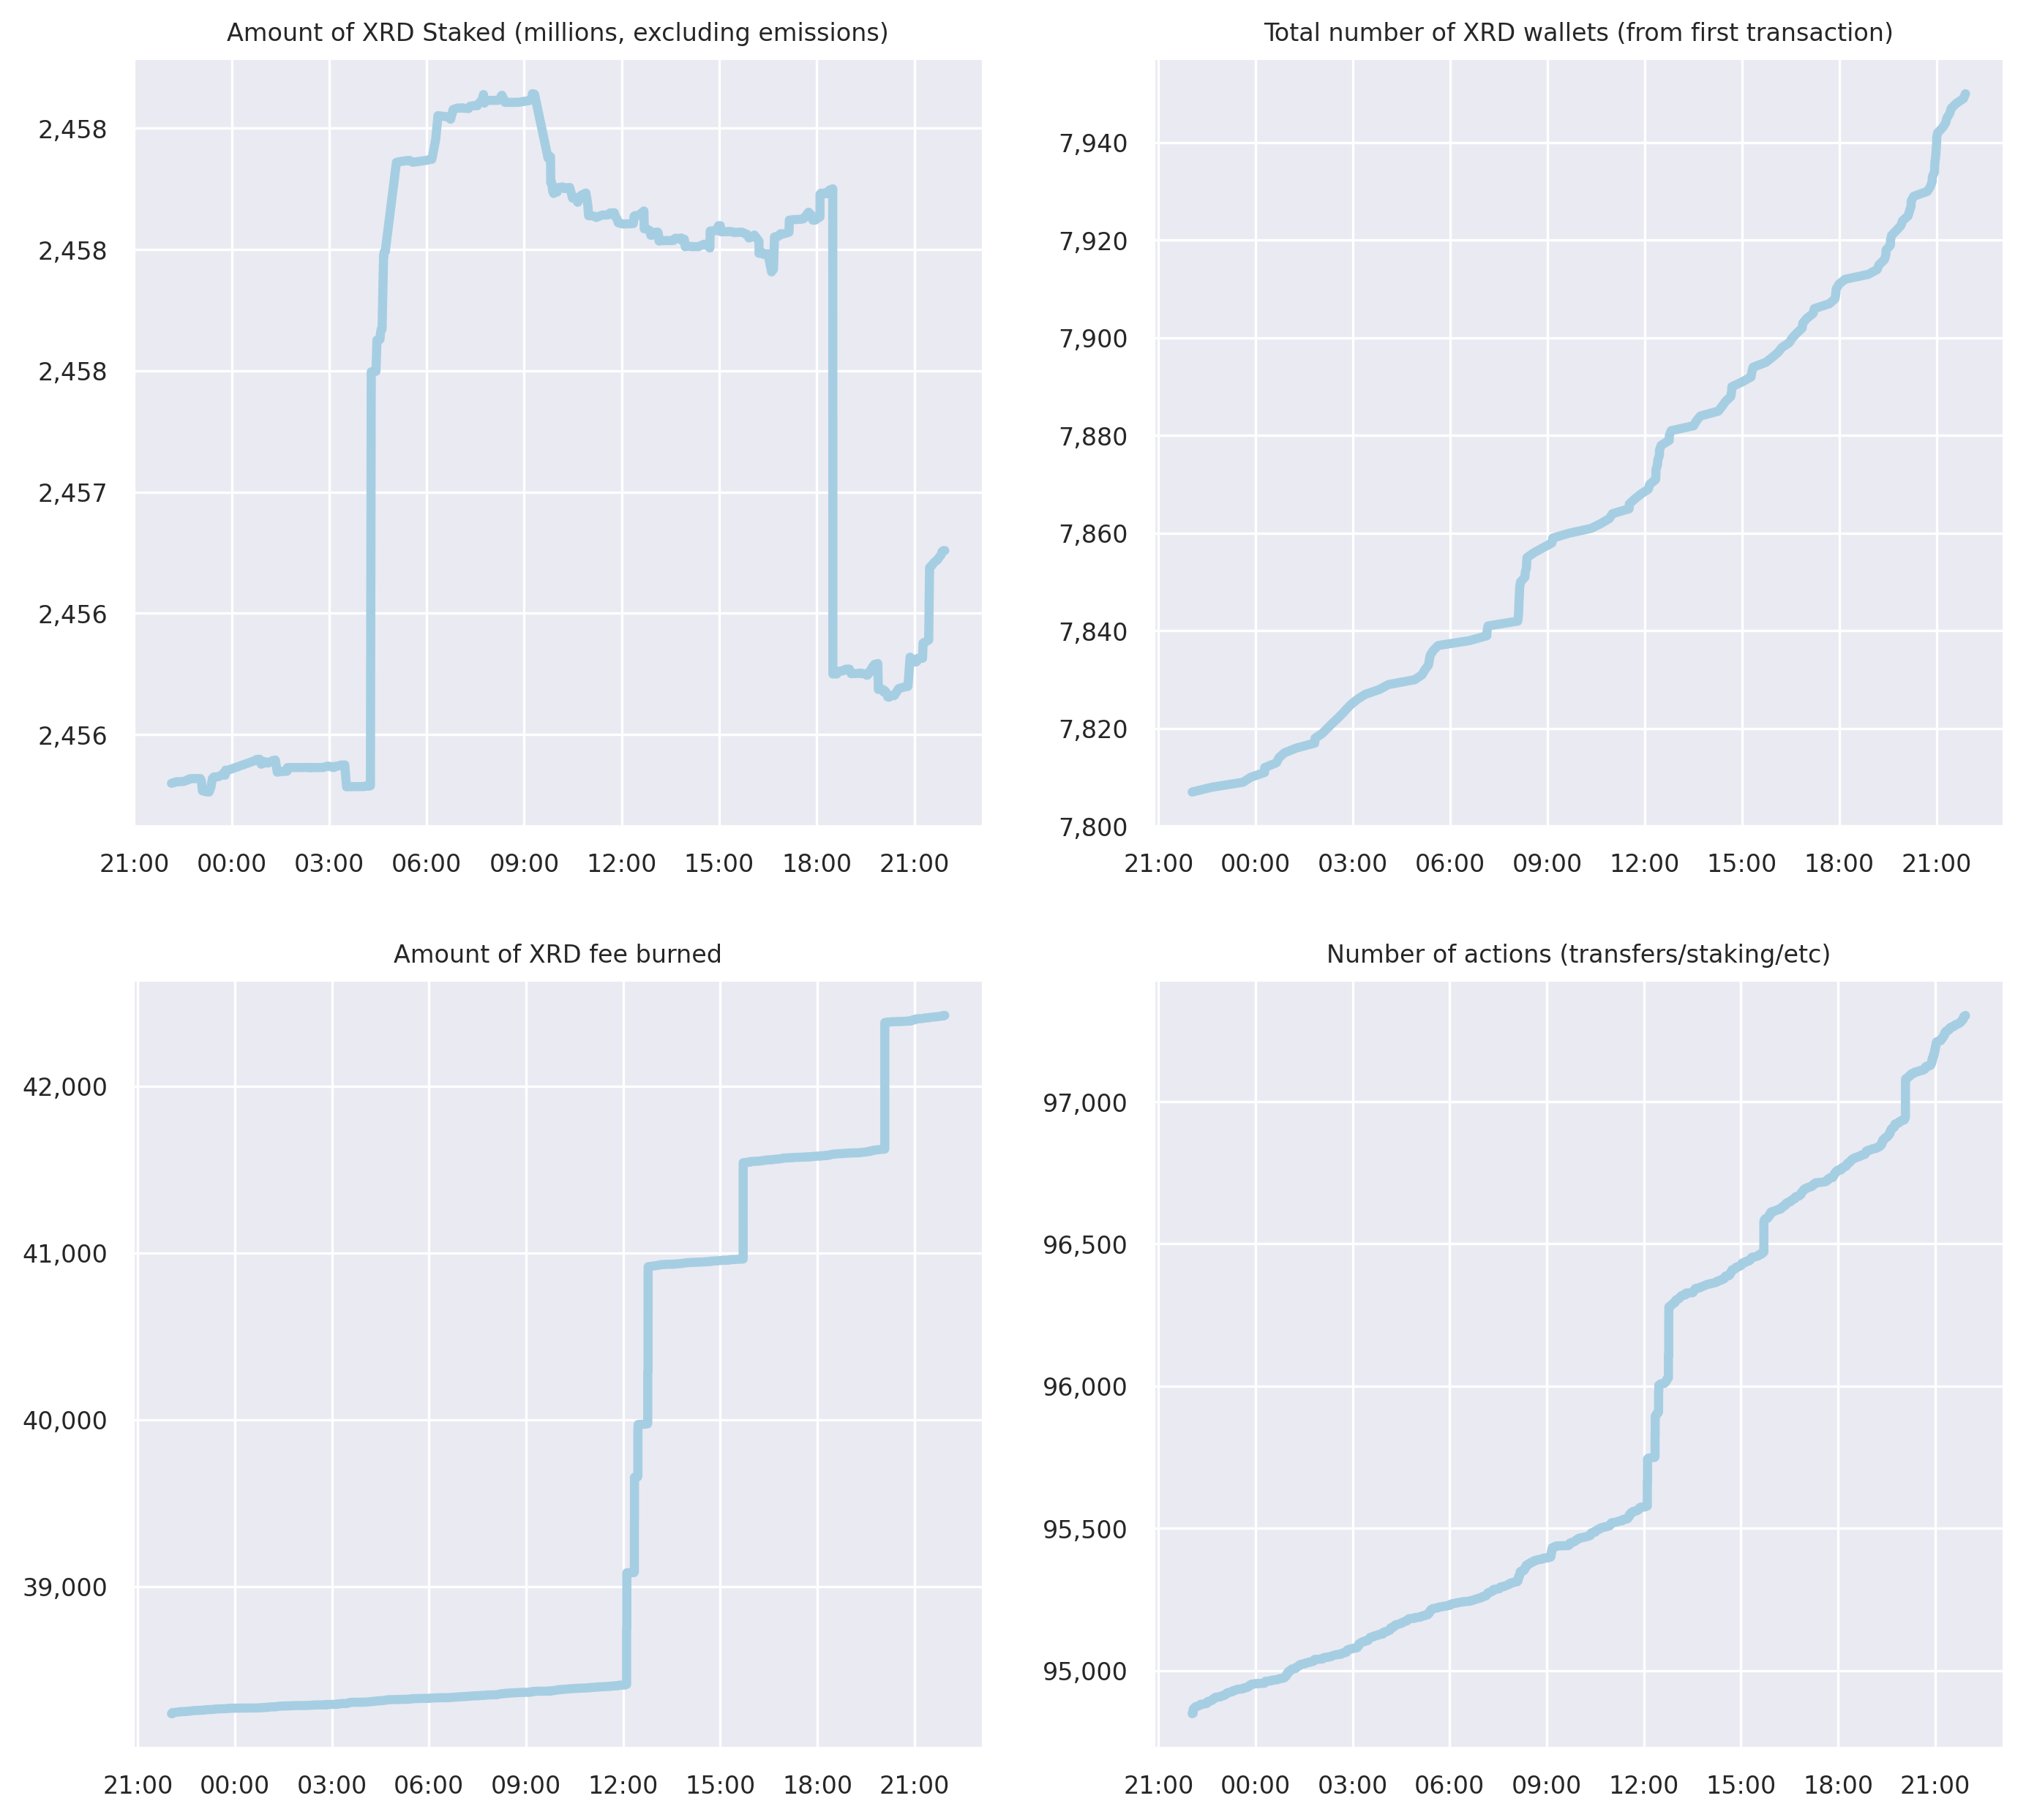 Amount of XRD Staked (millions, excluding emissions)
2,458
2,458
2,458
2,457
2,456
2,456
21:00 00:00 03:00 06:00 09:00 12:00 15:00 18:00 21:00
Total number of XRD wallets (from first transaction)
7,940
7,920
7,900
7,880
7,860
7,840
7,820
7,800
21:00 00:00 03:00 06:00 09:00 12:00 15:00 18:00 21:00
Amount of XRD fee burned
42,000
41,000
40,000
39,000
21:00 00:00 03:00 06:00 09:00 12:00 15:00 18:00 21:00
Number of actions (transfers/staking/etc)
97,000
96,500
96,000
95,500
95,000
21:00 00:00 03:00 06:00 09:00 12:00 15:00 18:00 21:00